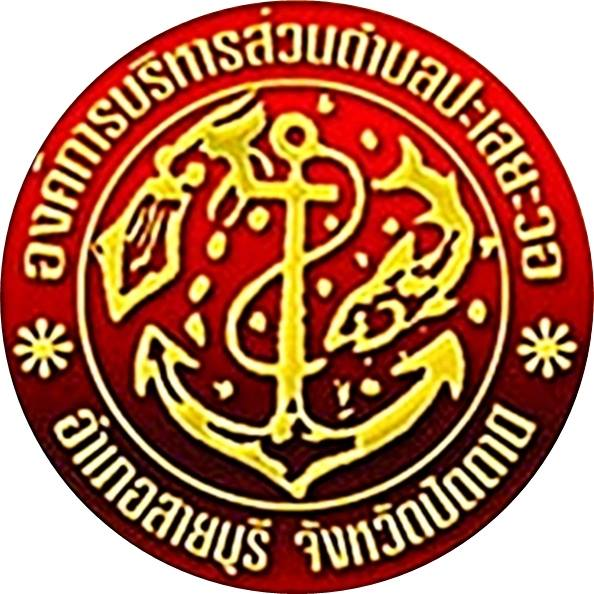 องค์การบริหารส่วนตำบลปะเสยะวอ
อำเภอสายบุรี จังหวัดปัตตานี